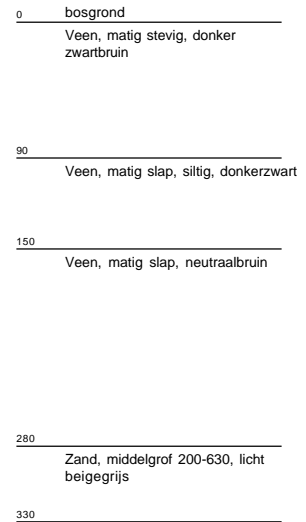 0 bosgrond
Veen, matig stevig, donker
zwartbruin
90
Veen, matig slap, siltig, donkerzwart
150
Veen, matig slap, neutraalbruin
280
Zand, middelgrof 200-630, licht
beigegrijs
330